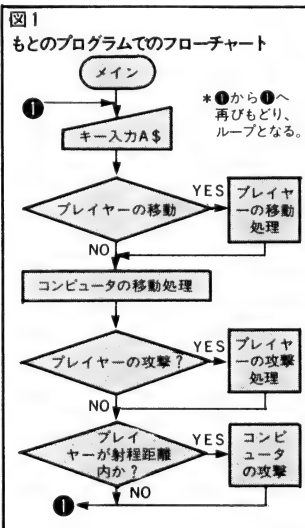 図1
もとのプログラムでのフローチャート
メイン
❶
*❶から❶へ
再びもどり、
ループとなる。
キー入力A$
プレイヤーの移動
YES
プレイヤ
ーの移動
処理
NO
コンピュータの移動処理
プレイヤーの攻撃?
YES
プレイヤ
ーの攻撃
処理
NO
プレイ
ヤーが射程距離
内か?
YES
コンピ
ュータ
の攻撃
NO
❶